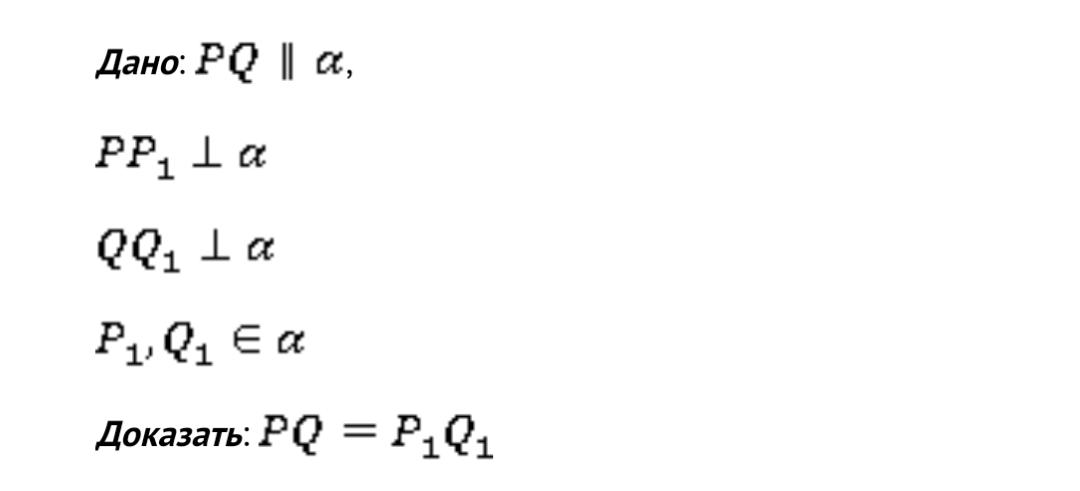 Дано: PQ ∥ α,
PP₁ ⊥ α
QQ₁ ⊥ α
P₁, Q₁ ∈ α
Доказать: PQ = P₁Q₁